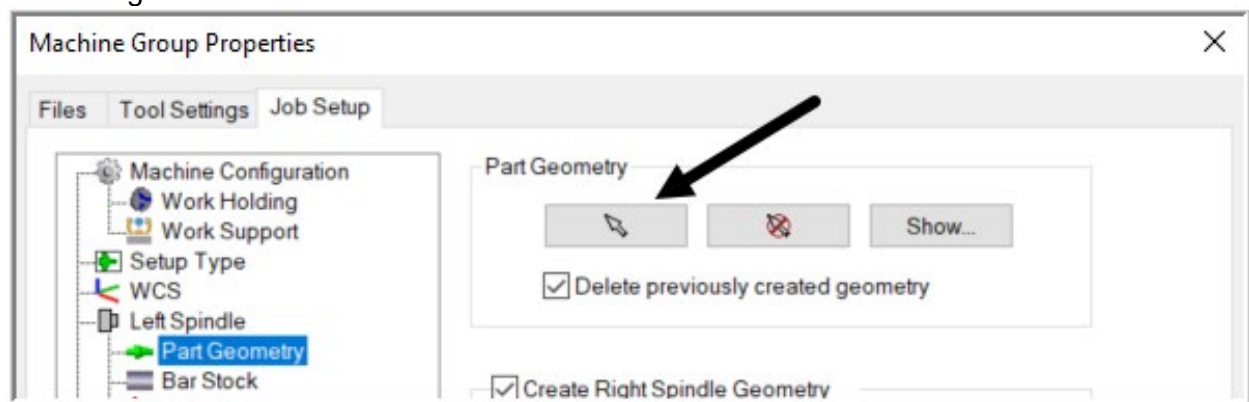 Machine Group Properties
Files Tool Settings Job Setup
Machine Configuration
Work Holding
Work Support
Setup Type
WCS
Left Spindle
Part Geometry
Bar Stock
Part Geometry
Show...
Delete previously created geometry
Create Right Spindle Geometry